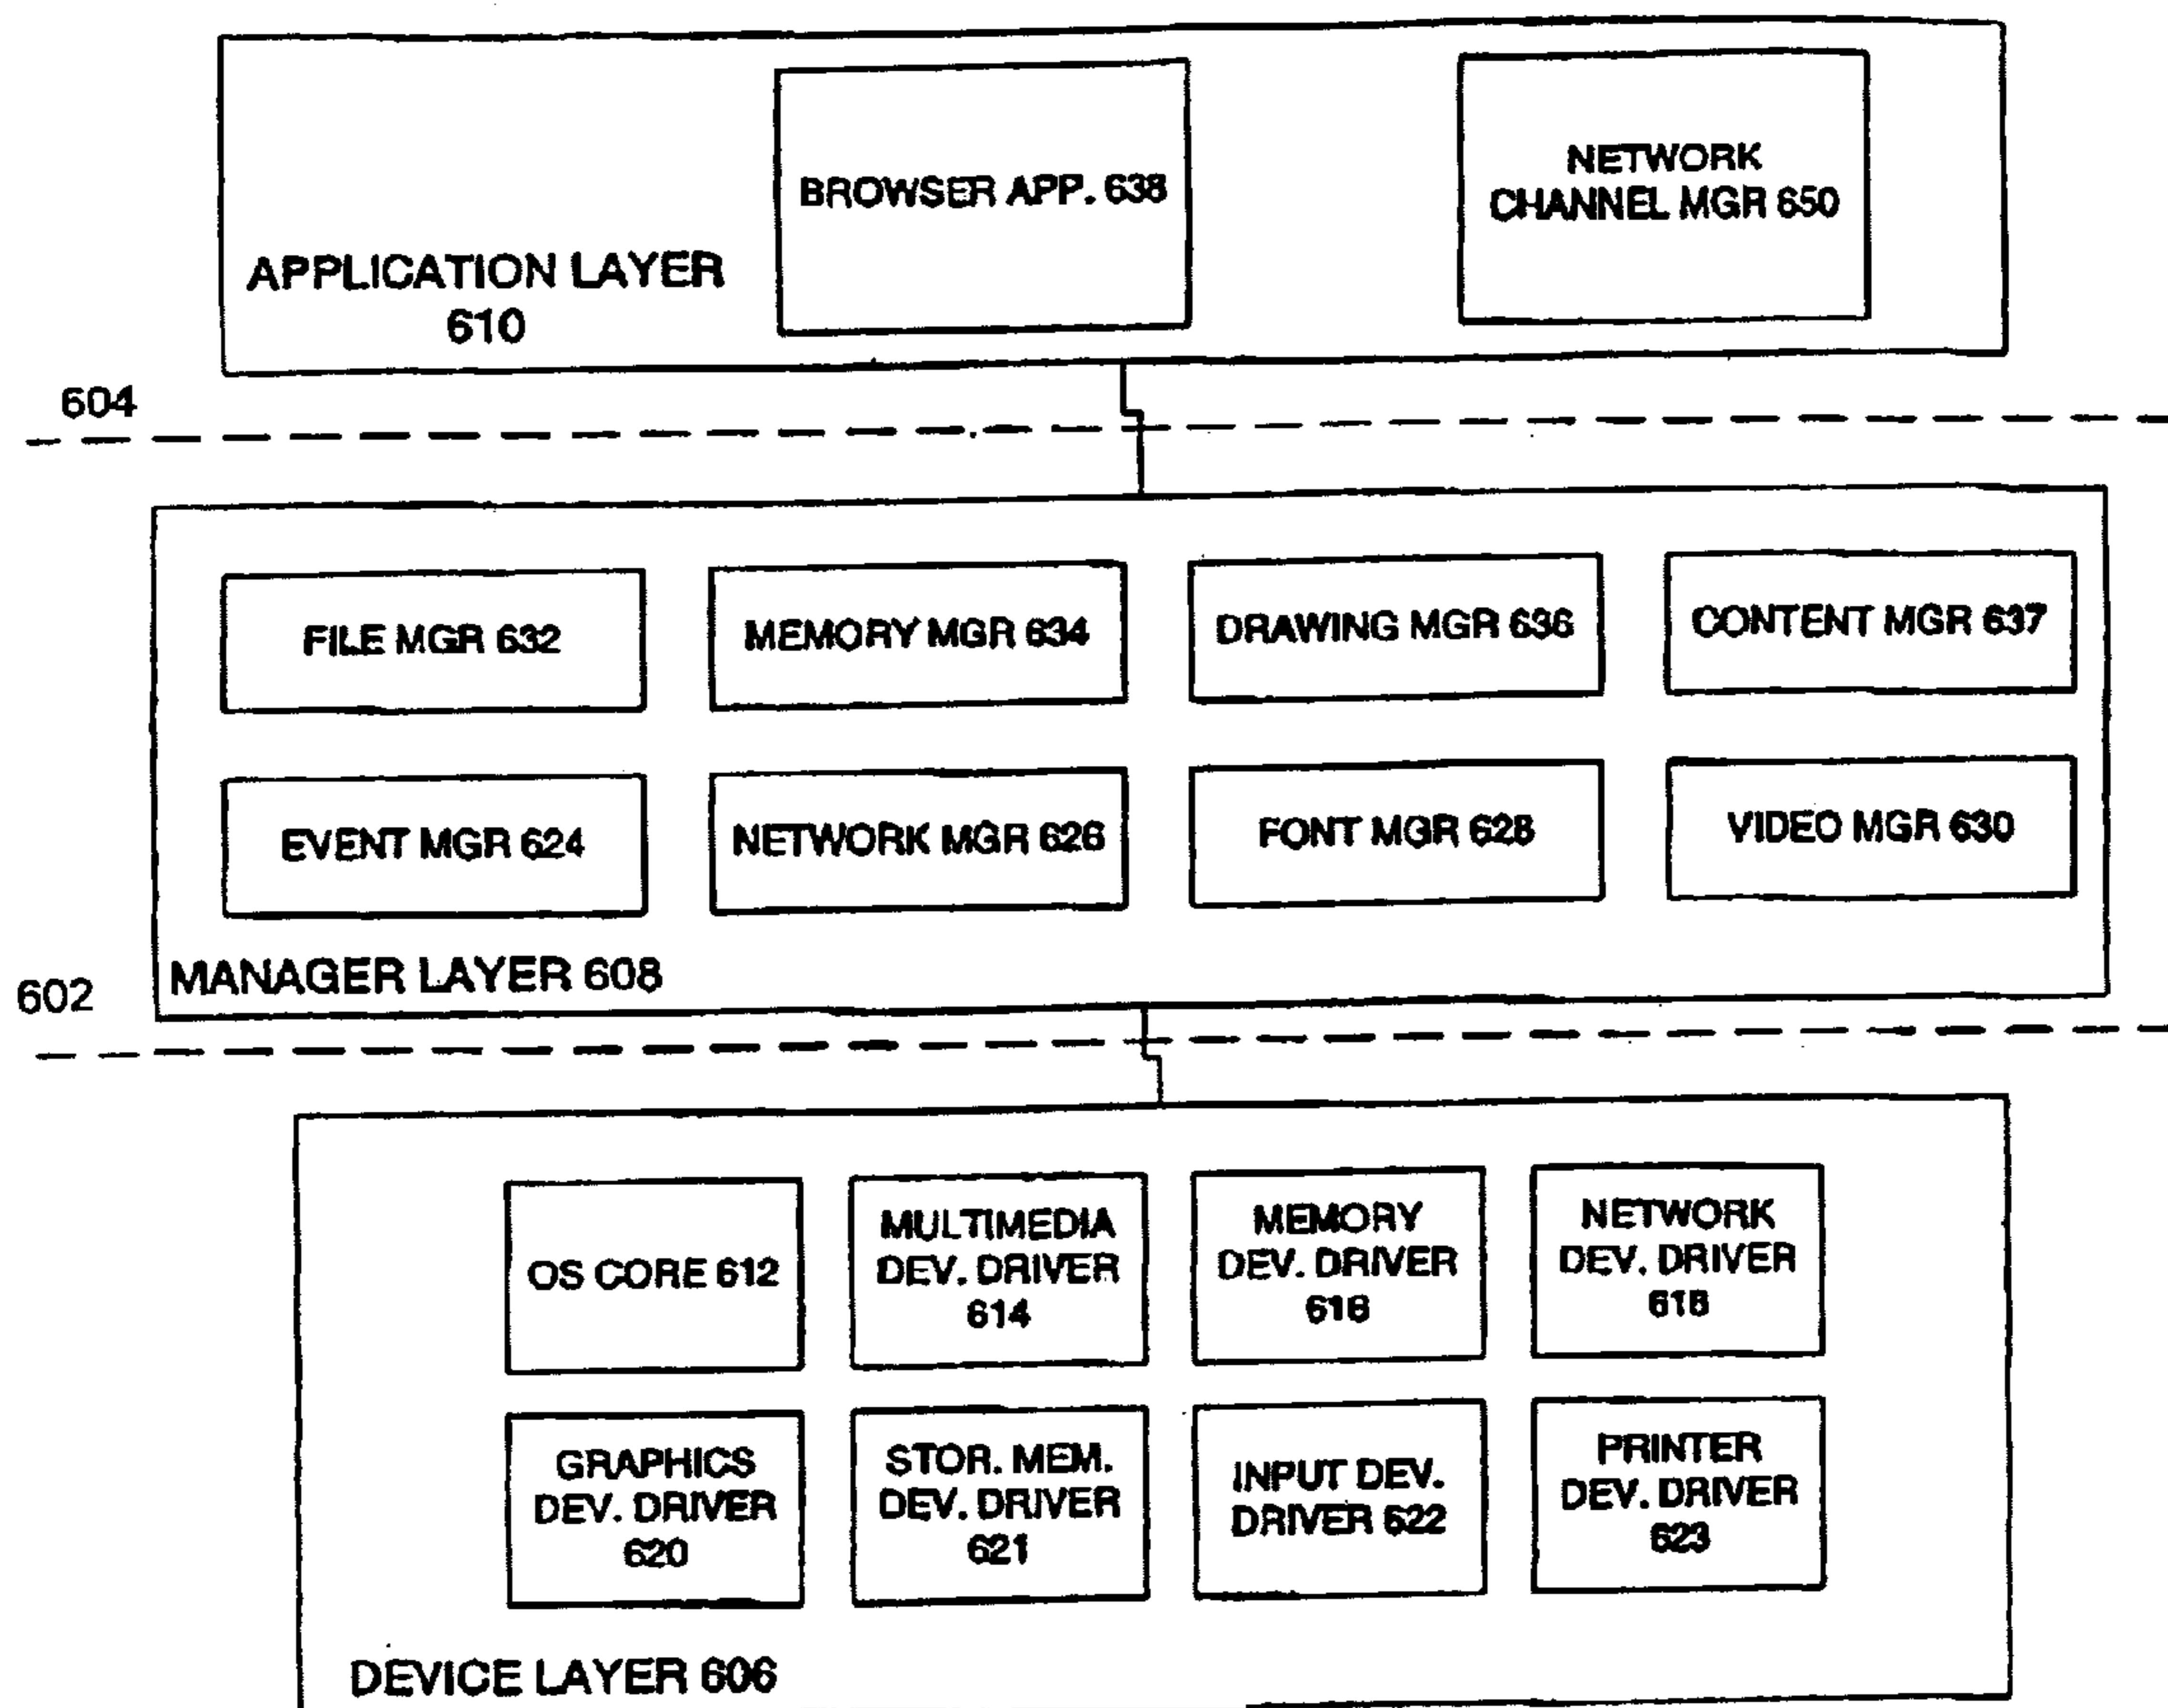 BROWSER APP. 638
NETWORK
CHANNEL MGR 650
APPLICATION LAYER
610
604
FILE MGR 632
MEMORY MGR 634
DRAWING MGR 636
CONTENT MGR 637
EVENT MGR 624
NETWORK MGR 626
FONT MGR 628
VIDEO MGR 630
MANAGER LAYER 608
602
OS CORE 612
MULTIMEDIA
DEV. DRIVER
614
MEMORY
DEV. DRIVER
616
NETWORK
DEV. DRIVER
618
GRAPHICS
DEV. DRIVER
620
STOR. MEM.
DEV. DRIVER
621
INPUT DEV.
DRIVER 622
PRINTER
DEV. DRIVER
623
DEVICE LAYER 606